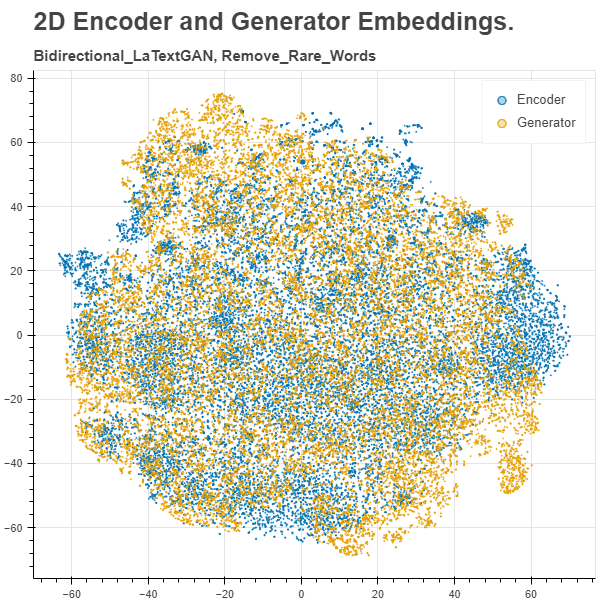 2D Encoder and Generator Embeddings.
Bidirectional_LaTextGAN, Remove_Rare_Words
Encoder
Generator
80
60
40
20
0
−20
−40
−60
−60 −40 −20 0 20 40 60